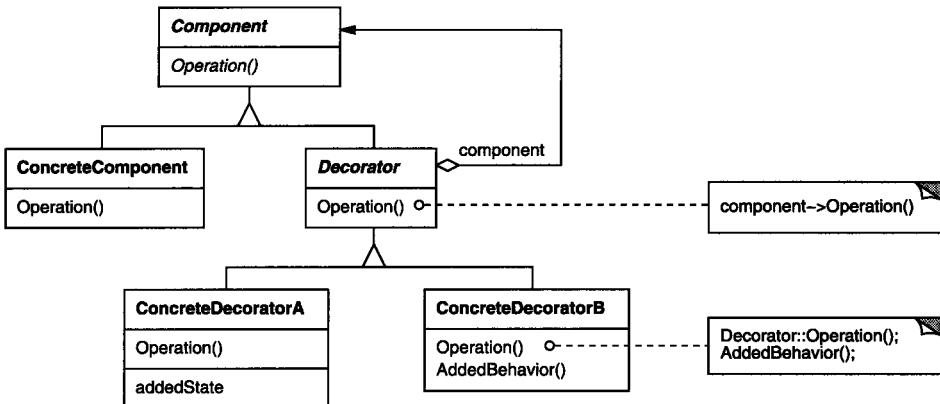 Component
Operation()
ConcreteComponent
Operation()
Decorator
Operation()
component
component->Operation()
ConcreteDecoratorA
Operation()
addedState
ConcreteDecoratorB
Operation()
AddedBehavior()
Decorator::Operation();
AddedBehavior();